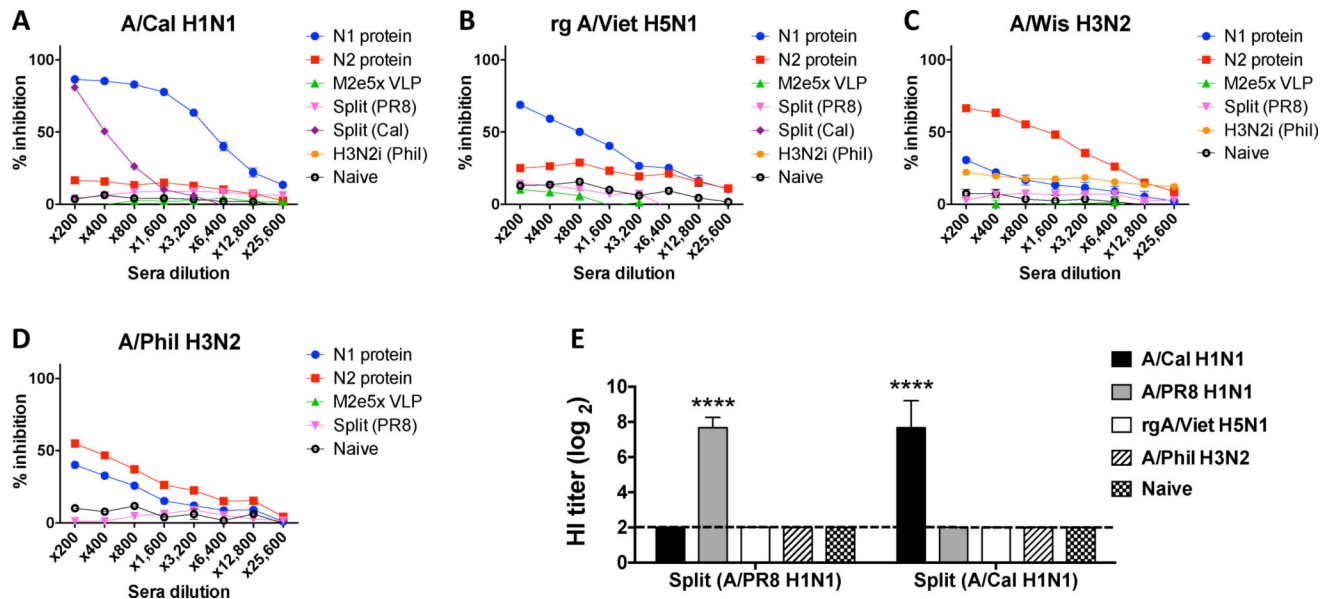 A
A/Cal H1N1
% inhibition
100
50
0
x200
x400
x800
x1,600
x3,200
x6,400
x12,800
x25,600
Sera dilution
N1 protein
N2 protein
M2e5x VLP
Split (PR8)
Split (Cal)
H3N2i (Phil)
Naive
B
rg A/Viet H5N1
% inhibition
100
50
0
x200
x400
x800
x1,600
x3,200
x6,400
x12,800
x25,600
Sera dilution
N1 protein
N2 protein
M2e5x VLP
Split (PR8)
Split (Cal)
H3N2i (Phil)
Naive
C
A/Wis H3N2
% inhibition
100
50
0
x200
x400
x800
x1,600
x3,200
x6,400
x12,800
x25,600
Sera dilution
N1 protein
N2 protein
M2e5x VLP
Split (PR8)
H3N2i (Phil)
Naive
D
A/Phil H3N2
% inhibition
100
50
0
x200
x400
x800
x1,600
x3,200
x6,400
x12,800
x25,600
Sera dilution
N1 protein
N2 protein
M2e5x VLP
Split (PR8)
Naive
E
HI titer (log 2)
10
8
6
4
2
0
****
****
Split (A/PR8 H1N1)
Split (A/Cal H1N1)
A/Cal H1N1
A/PR8 H1N1
rgA/Viet H5N1
A/Phil H3N2
Naive